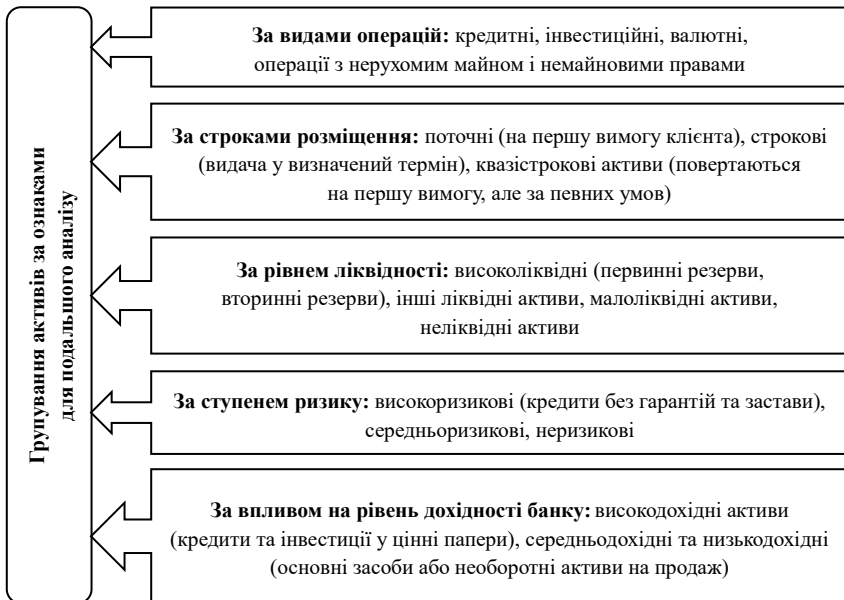 Групування активів за ознаками
для подальшого аналізу
За видами операцій: кредитні, інвестиційні, валютні,
операції з нерухомим майном і немайновими правами
За строками розміщення: поточні (на першу вимогу клієнта), строкові
(видача у визначений термін), квазістрокові активи (повертаються
на першу вимогу, але за певних умов)
За рівнем ліквідності: високоліквідні (первинні резерви,
вторинні резерви), інші ліквідні активи, малоліквідні активи,
неліквідні активи
За ступенем ризику: високоризикові (кредити без гарантій та застави),
середньоризикові, неризикові
За впливом на рівень дохідності банку: високодохідні активи
(кредити та інвестиції у цінні папери), середньодохідні та низькодохідні
(основні засоби або необоротні активи на продаж)